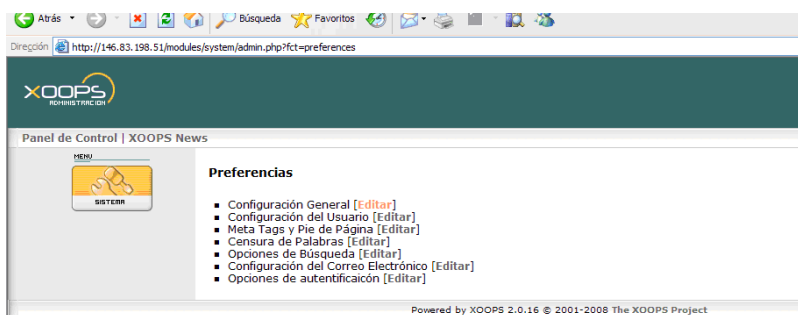 Atrás Búsqueda Favoritos
Dirección http://146.83.198.51/modules/system/admin.php?fct=preferences
XOOPS
ADMINISTRACION
Panel de Control | XOOPS News
MENU
SISTEMA
Preferencias
Configuración General [Editar]
Configuración del Usuario [Editar]
Meta Tags y Pie de Página [Editar]
Censura de Palabras [Editar]
Opciones de Búsqueda [Editar]
Configuración del Correo Electrónico [Editar]
Opciones de autentificaicón [Editar]
Powered by XOOPS 2.0.16 © 2001-2008 The XOOPS Project